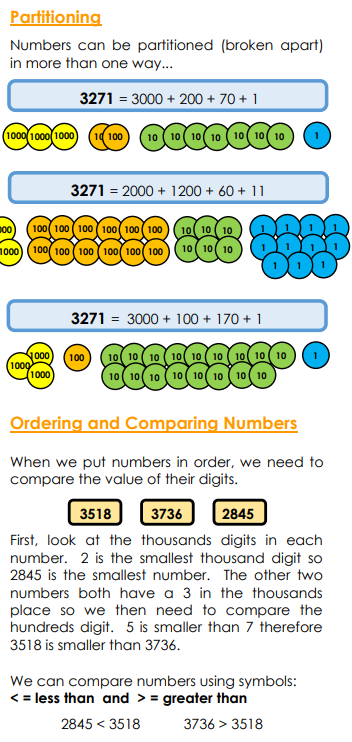 Partitioning
Numbers can be partitioned (broken apart)
in more than one way...
3271 = 3000 + 200 + 70 + 1
1000 1000 1000 10 100 10 10 10 10 10 10 10 1
3271 = 2000 + 1200 + 60 + 11
000 100 100 100 100 100 100 10 10 10 1 1 1 1
1000 100 100 100 100 100 100 10 10 10 1 1 1 1
1 1 1
3271 = 3000 + 100 + 170 + 1
1000 100 10 10 10 10 10 10 10 10 10 1
1000
1000 10 10 10 10 10 10 10 10
Ordering and Comparing Numbers
When we put numbers in order, we need to
compare the value of their digits.
3518 3736 2845
First, look at the thousands digits in each
number. 2 is the smallest thousand digit so
2845 is the smallest number. The other two
numbers both have a 3 in the thousands
place so we then need to compare the
hundreds digit. 5 is smaller than 7 therefore
3518 is smaller than 3736.
We can compare numbers using symbols:
< = less than and > = greater than
2845 < 3518 3736 > 3518